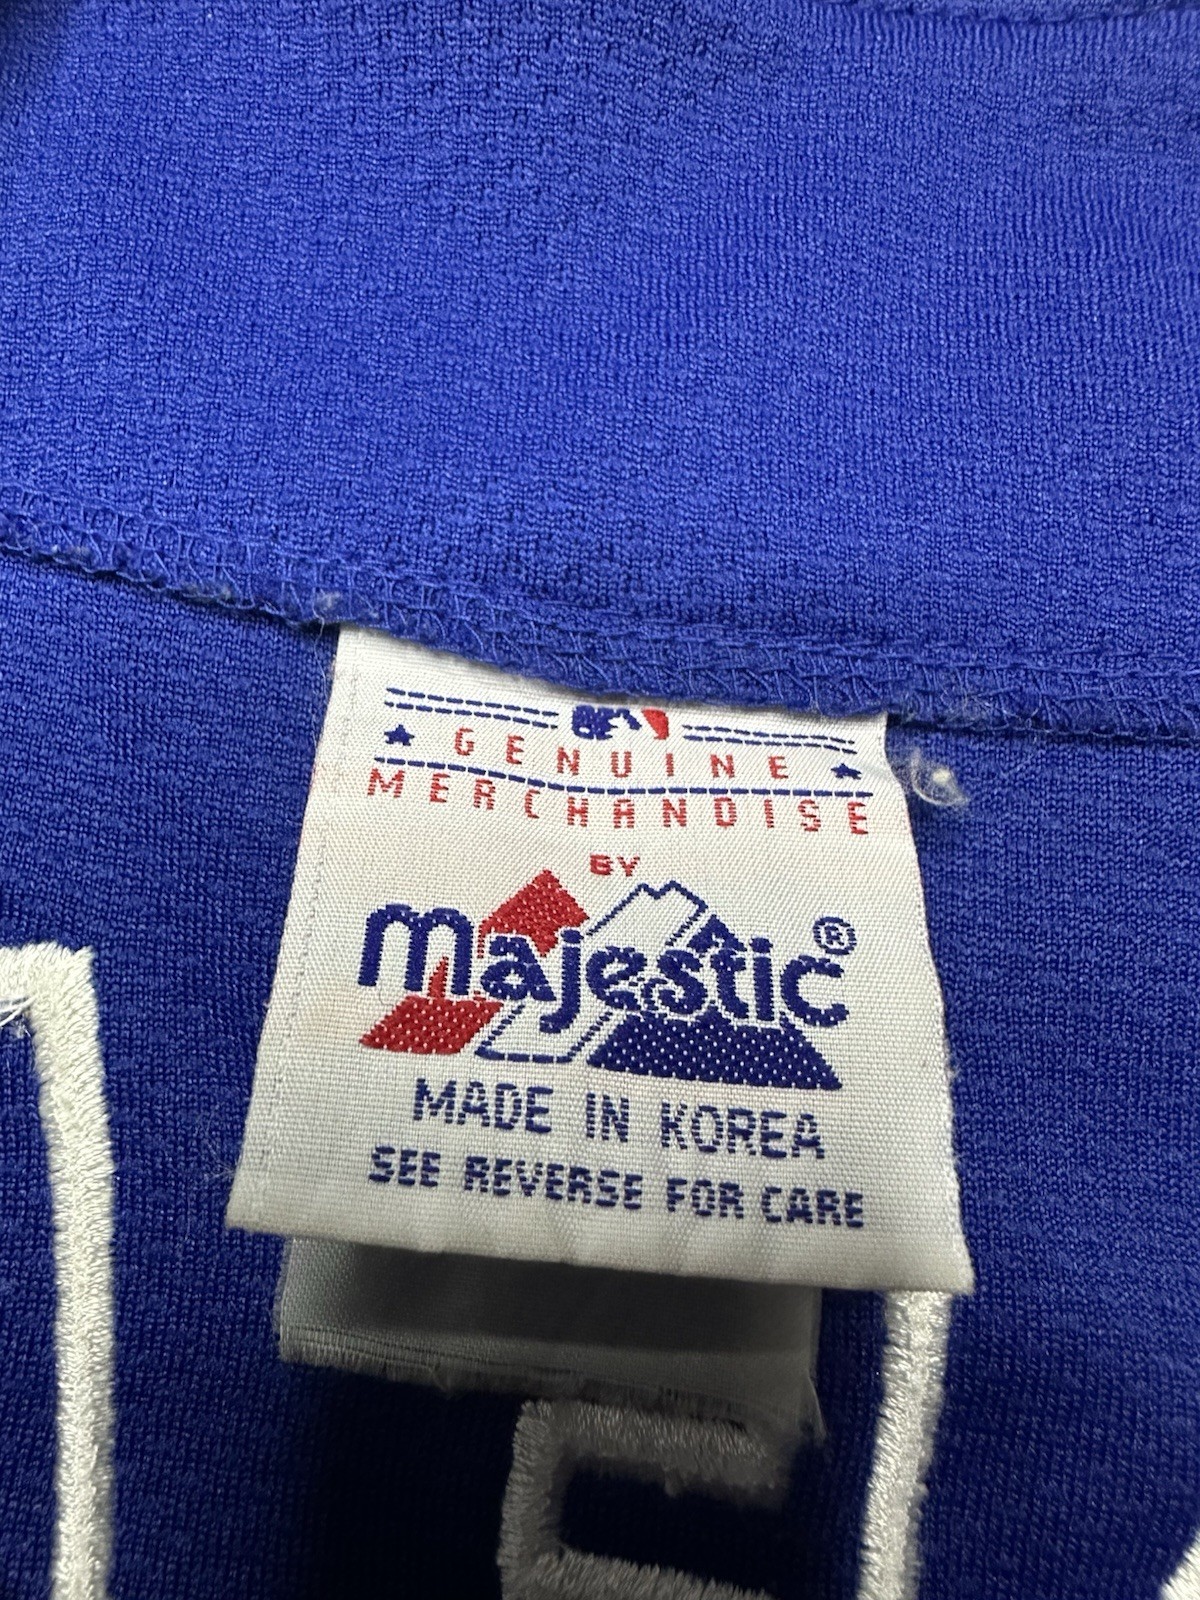 GENUINE
MERCHANDISE
BY
majestic®
MADE IN KOREA
SEE REVERSE FOR CARE